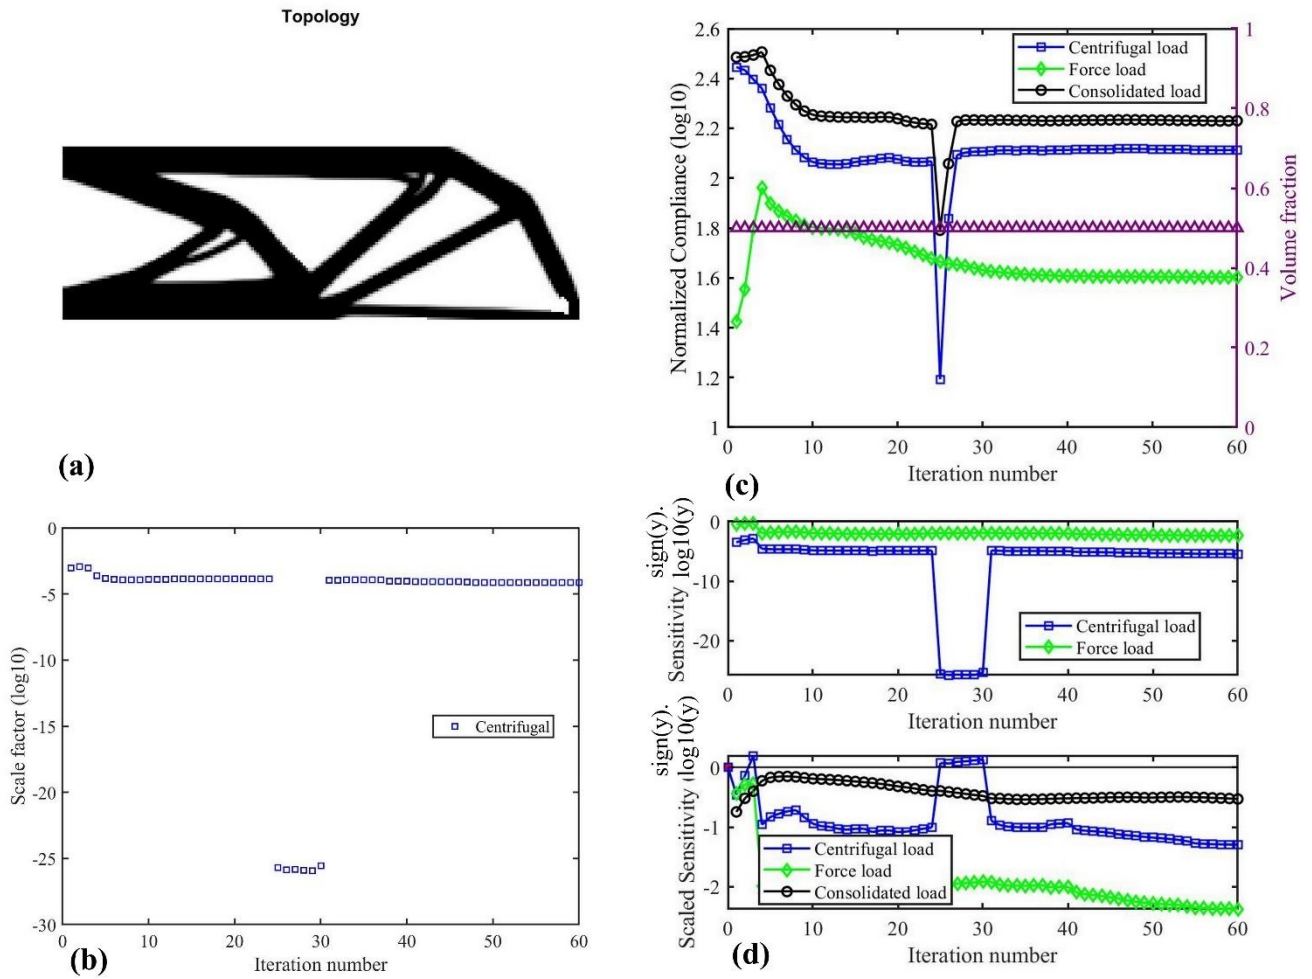 Topology
(a)
2.6
2.4
2.2
2
1.8
1.6
1.4
1.2
1
Normalized Compliance (log10)
Centrifugal load
Force load
Consolidated load
1
0.8
0.6
0.4
0.2
0
Volume fraction
0 10 20 30 40 50 60
Iteration number
(c)
0
-5
-10
-15
-20
-25
-30
Scale factor (log10)
Centrifugal
0 10 20 30 40 50 60
Iteration number
(b)
sign(y).
Sensitivity log10(y)
0
-10
-20
Centrifugal load
Force load
0 10 20 30 40 50 60
Iteration number
sign(y).
Scaled Sensitivity (log10(y)
0
-1
-2
Centrifugal load
Force load
Consolidated load
0 10 20 30 40 50 60
Iteration number
(d)